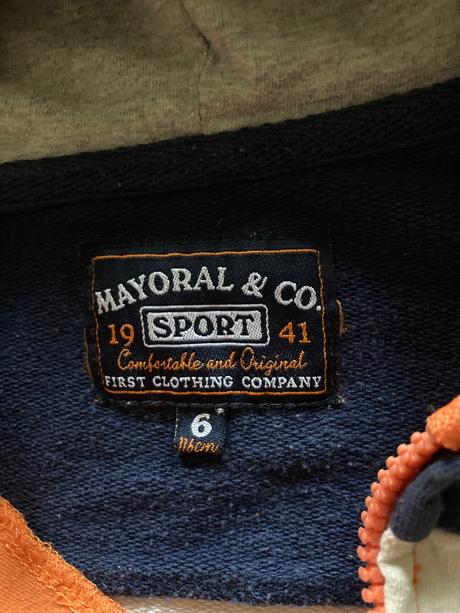 MAYORAL & CO.
19 SPORT 41
Comfortable and Original
FIRST CLOTHING COMPANY
6
116cm